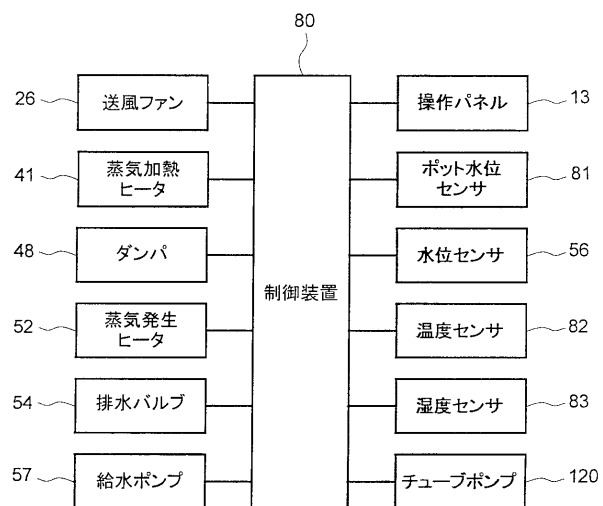 80
26
送風ファン
操作パネル
13
41
蒸気加熱
ヒータ
ポット水位
センサ
81
48
ダンパ
水位センサ
56
制御装置
52
蒸気発生
ヒータ
温度センサ
82
54
排水バルブ
湿度センサ
83
57
給水ポンプ
チューブポンプ
120